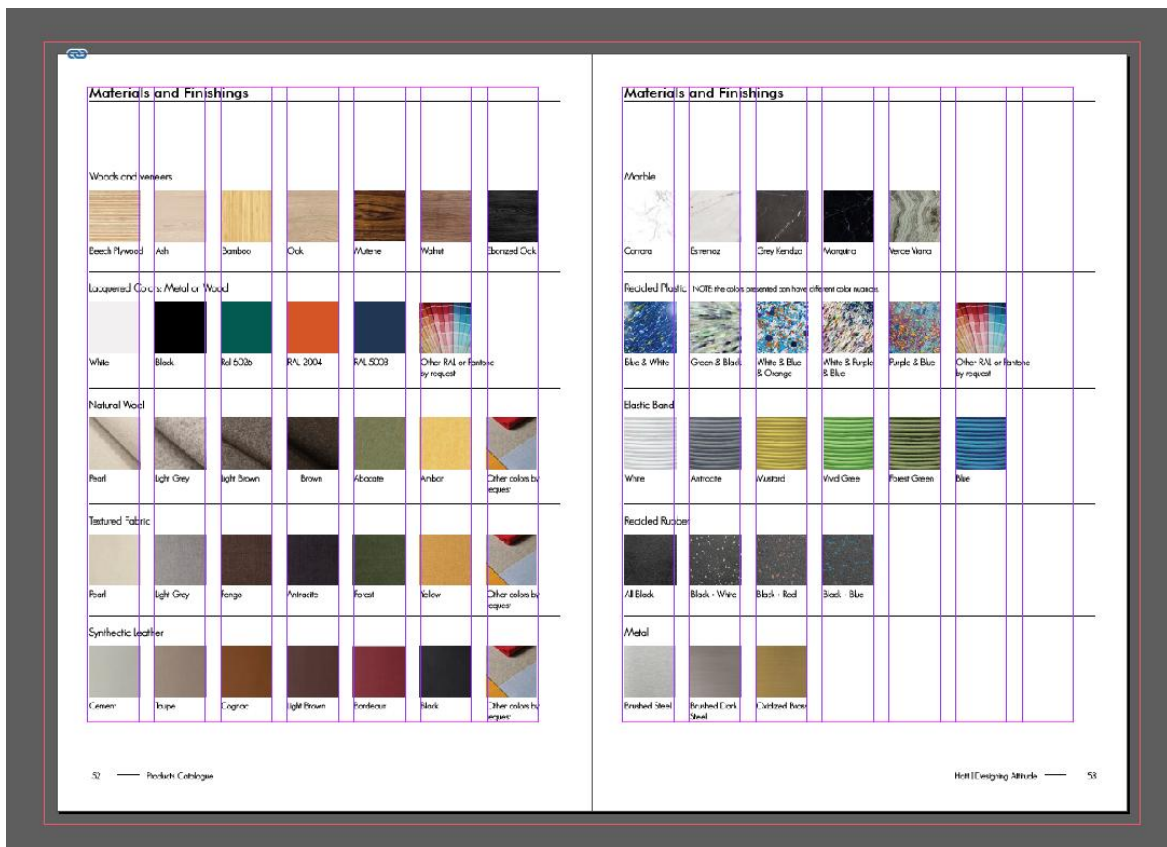 Materials and Finishings
Woods and veneers
Beech Plywood Ash Bamboo Oak Mutene Walnut Ebonized Oak
Lacquered Colors: Metal or Wood
White Black Ral 6026 RAL 2004 RAL 5003 Other RAL or Pantone
by request
Natural Wool
Pearl Light Grey Light Brown Brown Abacate Ambar Other colors by
request
Textured Fabric
Pearl Light Grey Fango Antracite Forest Yellow Other colors by
request
Synthectic Leather
Cement Taupe Cognac Light Brown Bordeaux Black Other colors by
request
52 Products Catalogue
Materials and Finishings
Marble
Carrara Estremoz Grey Kendzo Marquina Verde Viana
Recicled Plastic NOTE: the colors presented can have different color nuances.
Blue & White Green & Black White & Blue White & Purple Purple & Blue Other RAL or Pantone
& Orange & Blue by request
Elastic Band
White Antracite Mustard Vivid Green Forest Green Blue
Recicled Rubber
All Black Black - White Black - Red Black - Blue
Metal
Brushed Steel Brushed Dark Oxidized Brass
Steel
Designing Attitude 53